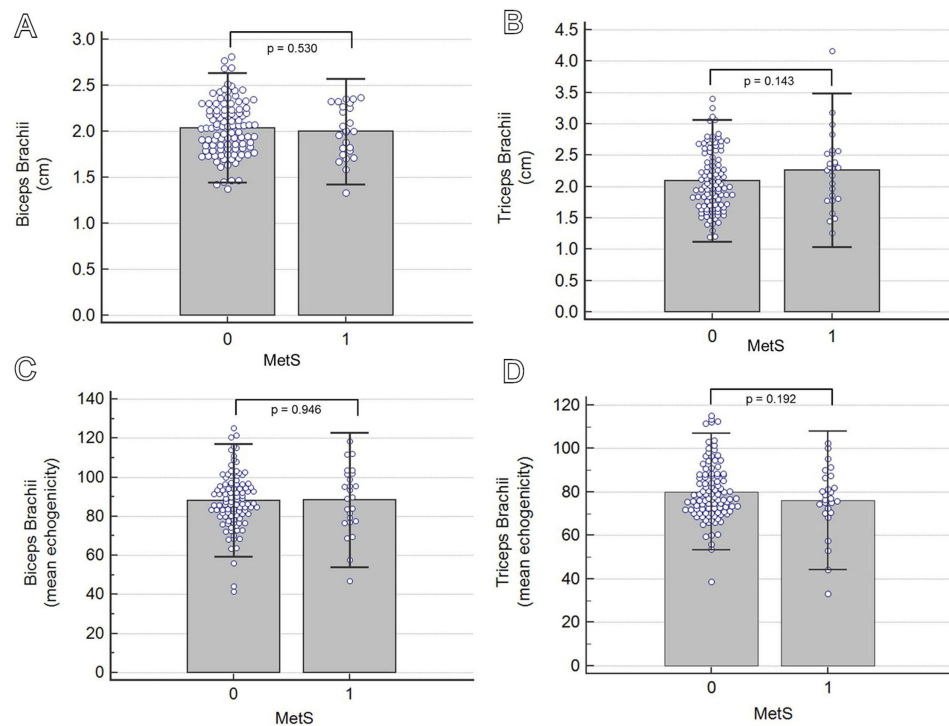 A
p = 0.530
3.0
2.5
2.0
1.5
1.0
0.5
0.0
Biceps Brachii
(cm)
0 1
MetS
B
p = 0.143
4.5
4.0
3.5
3.0
2.5
2.0
1.5
1.0
0.5
0.0
Triceps Brachii
(cm)
0 1
MetS
C
p = 0.946
140
120
100
80
60
40
20
0
Biceps Brachii
(mean echogenicity)
0 1
MetS
D
p = 0.192
120
100
80
60
40
20
0
Triceps Brachii
(mean echogenicity)
0 1
MetS